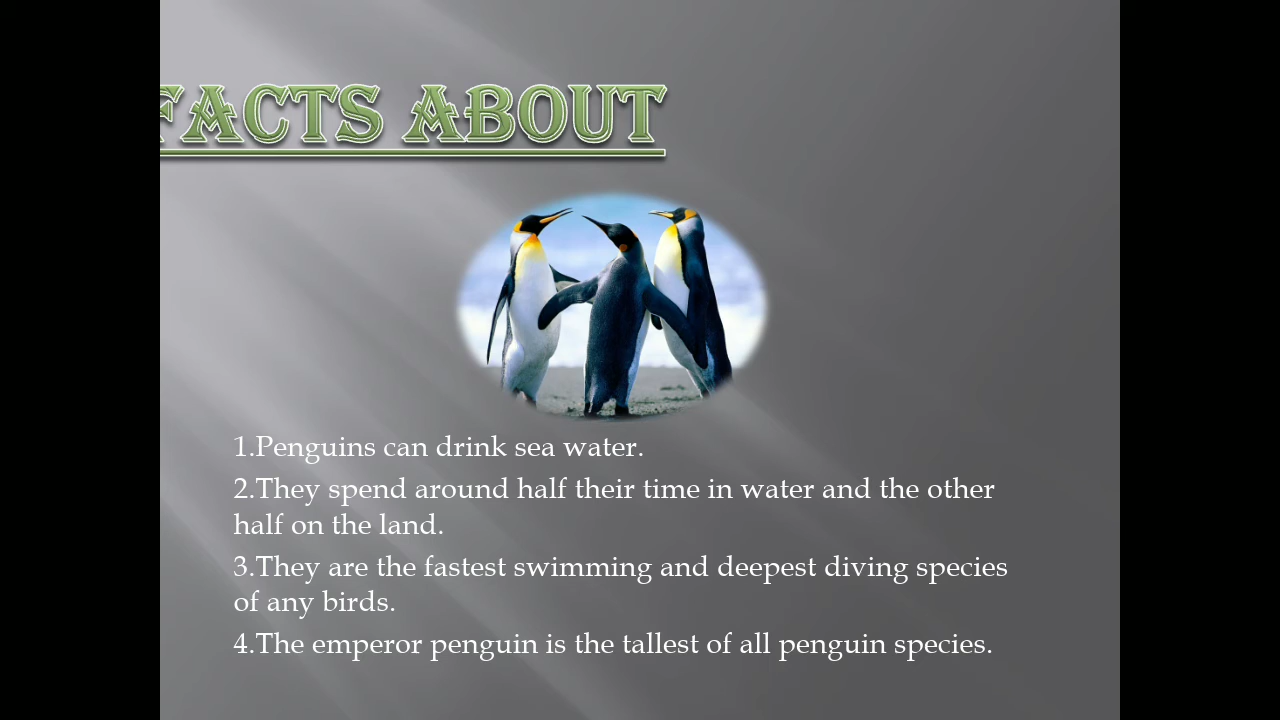 FACTS ABOUT
1.Penguins can drink sea water.
2.They spend around half their time in water and the other
half on the land.
3.They are the fastest swimming and deepest diving species
of any birds.
4.The emperor penguin is the tallest of all penguin species.